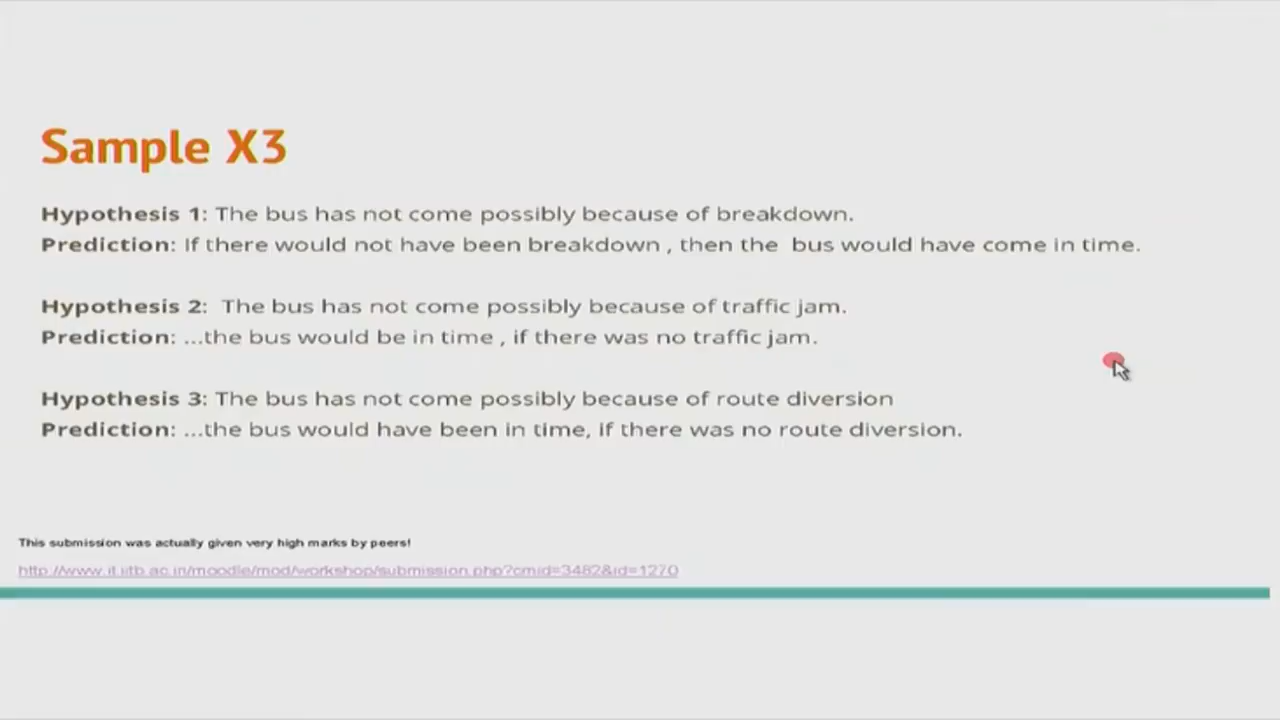 Sample X3
Hypothesis 1: The bus has not come possibly because of breakdown.
Prediction: If there would not have been breakdown , then the bus would have come in time.
Hypothesis 2: The bus has not come possibly because of traffic jam.
Prediction: ...the bus would be in time , if there was no traffic jam.
Hypothesis 3: The bus has not come possibly because of route diversion
Prediction: ...the bus would have been in time, if there was no route diversion.
This submission was actually given very high marks by peers!
http://www.it.iitb.ac.in/moodle/mod/workshop/submission.php?cmid=3482&id=1270